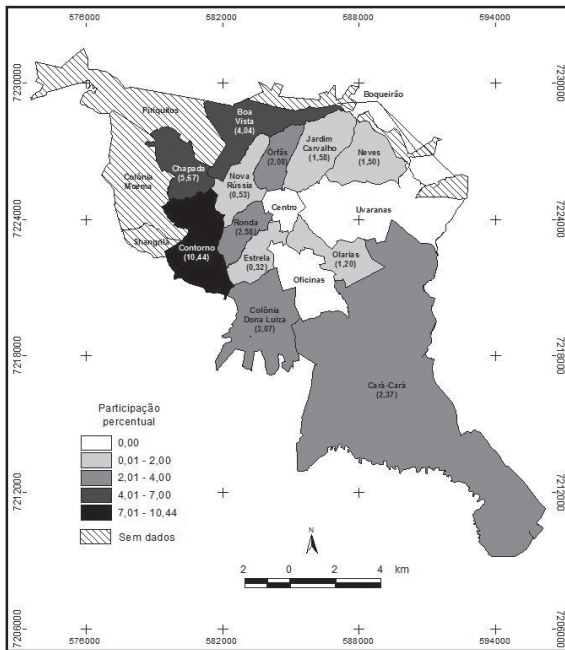 576000 582000 588000 594000
7230000
7230000
Boqueirão
Piriquitos
Boa
Vista
(4,04)
Órfãs
(2,08)
Jardim
Carvalho
(1,58)
Neves
(1,50)
Chapada
(5,67)
Colônia
Moema
Nova
Rússia
(0,53)
Centro
Uvaranas
7224000
7224000
Ronda
(2,58)
Shangrilá
Contorno
(10,44)
Estrela
(0,32)
Olarias
(1,20)
Oficinas
Colônia
Dona Luiza
(3,07)
7218000
7218000
Cará-Cará
(2,37)
Participação
percentual
0,00
0,01 - 2,00
2,01 - 4,00
4,01 - 7,00
7,01 - 10,44
Sem dados
7212000
7212000
N
2 0 2 4 km
7206000
7206000
576000 582000 588000 594000